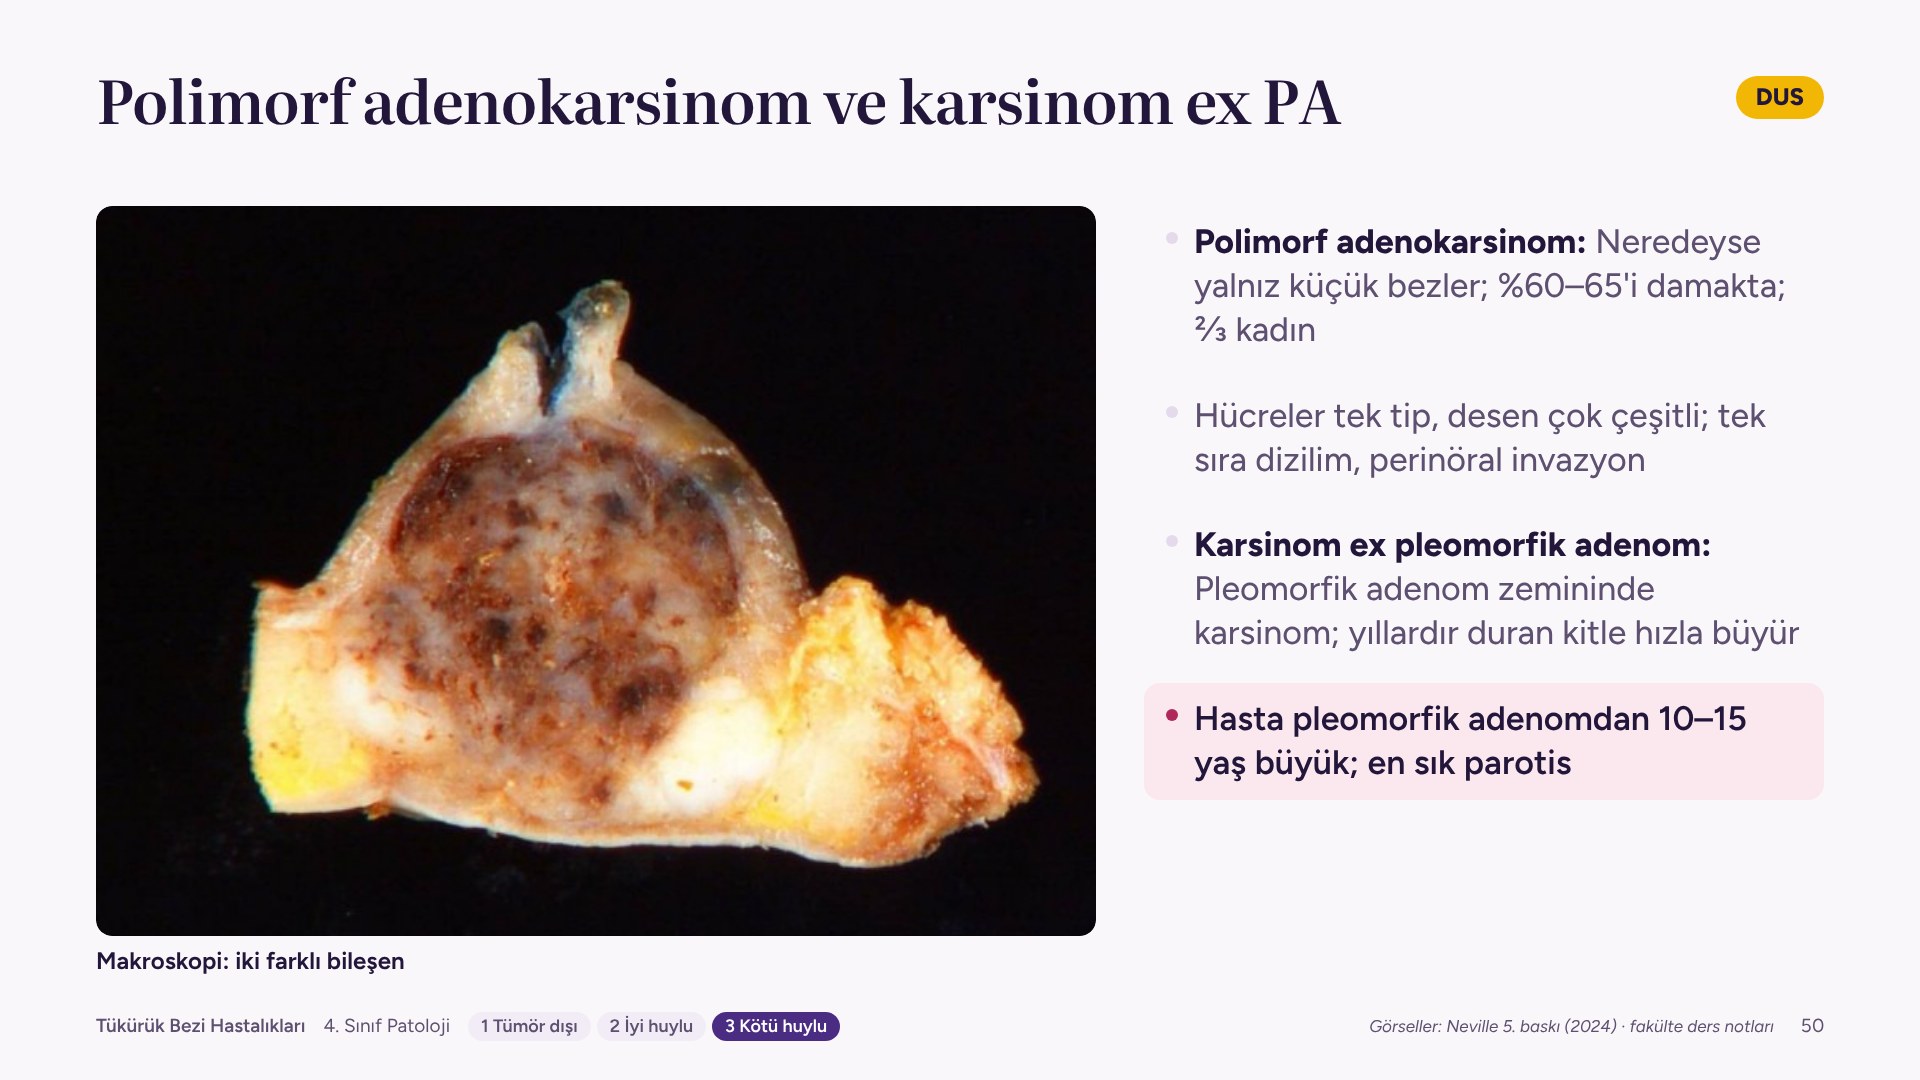 Polimorf adenokarsinom ve karsinom ex PA
DUS
Polimorf adenokarsinom: Neredeyse
yalnız küçük bezler; %60–65'i damakta;
⅔ kadın
Hücreler tek tip, desen çok çeşitli; tek
sıra dizilim, perinöral invazyon
Karsinom ex pleomorfik adenom:
Pleomorfik adenom zemininde
karsinom; yıllardır duran kitle hızla büyür
Hasta pleomorfik adenomdan 10–15
yaş büyük; en sık parotis
Makroskopi: iki farklı bileşen
Tükürük Bezi Hastalıkları 4. Sınıf Patoloji 1 Tümör dışı 2 İyi huylu 3 Kötü huylu
Görseller: Neville 5. baskı (2024) · fakülte ders notları 50